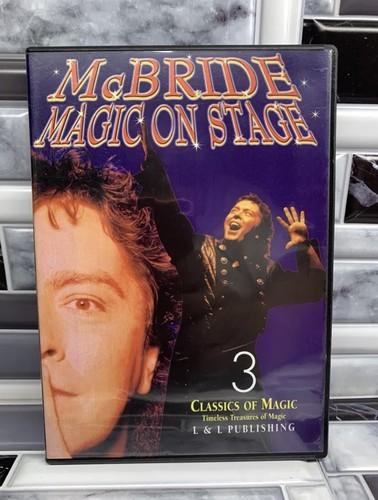 McBRIDE
MAGIC ON STAGE
3
CLASSICS OF MAGIC
Timeless Treasures of Magic
L & L PUBLISHING